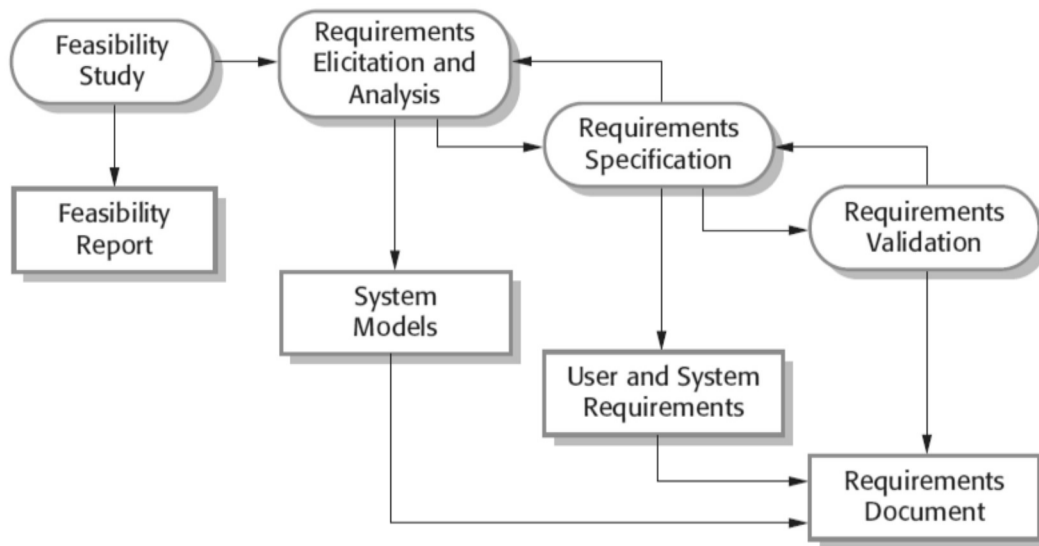 Feasibility
Study
Requirements
Elicitation and
Analysis
Requirements
Specification
Requirements
Validation
Feasibility
Report
System
Models
User and System
Requirements
Requirements
Document